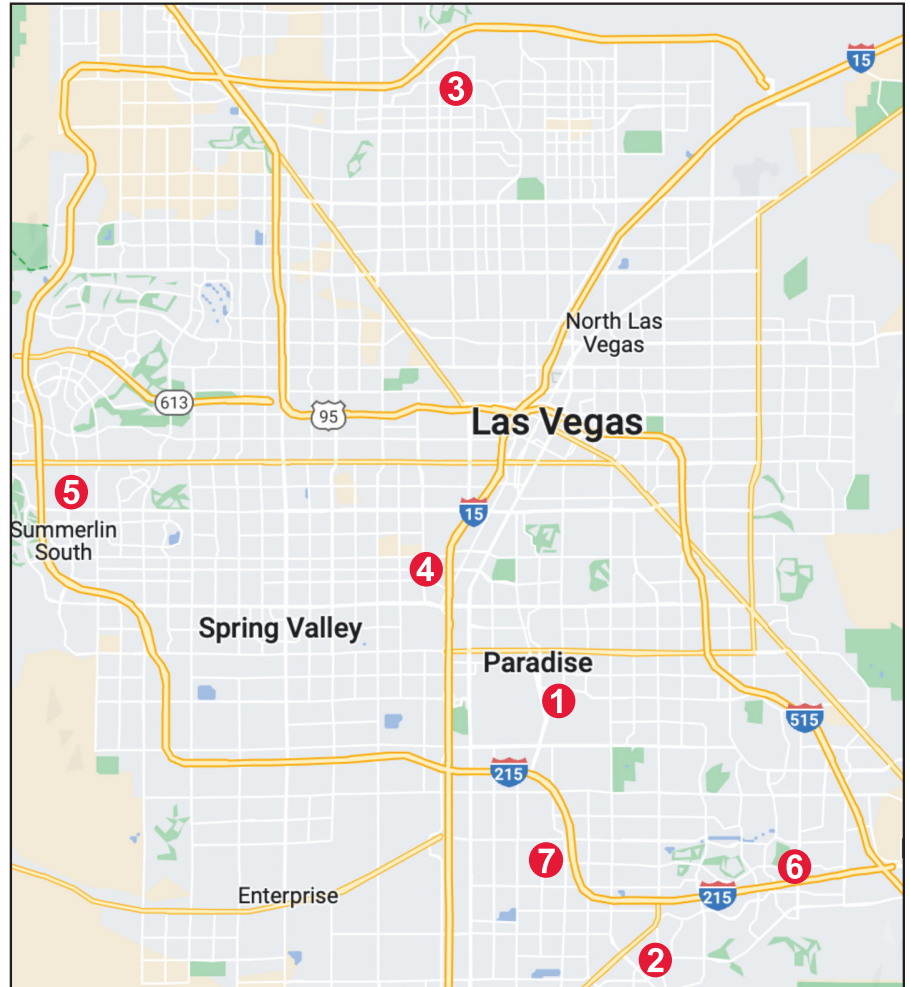 15
3
North Las
Vegas
613
95
Las Vegas
5
15
Summerlin
South
4
Spring Valley
Paradise
1
515
215
7
6
215
Enterprise
2